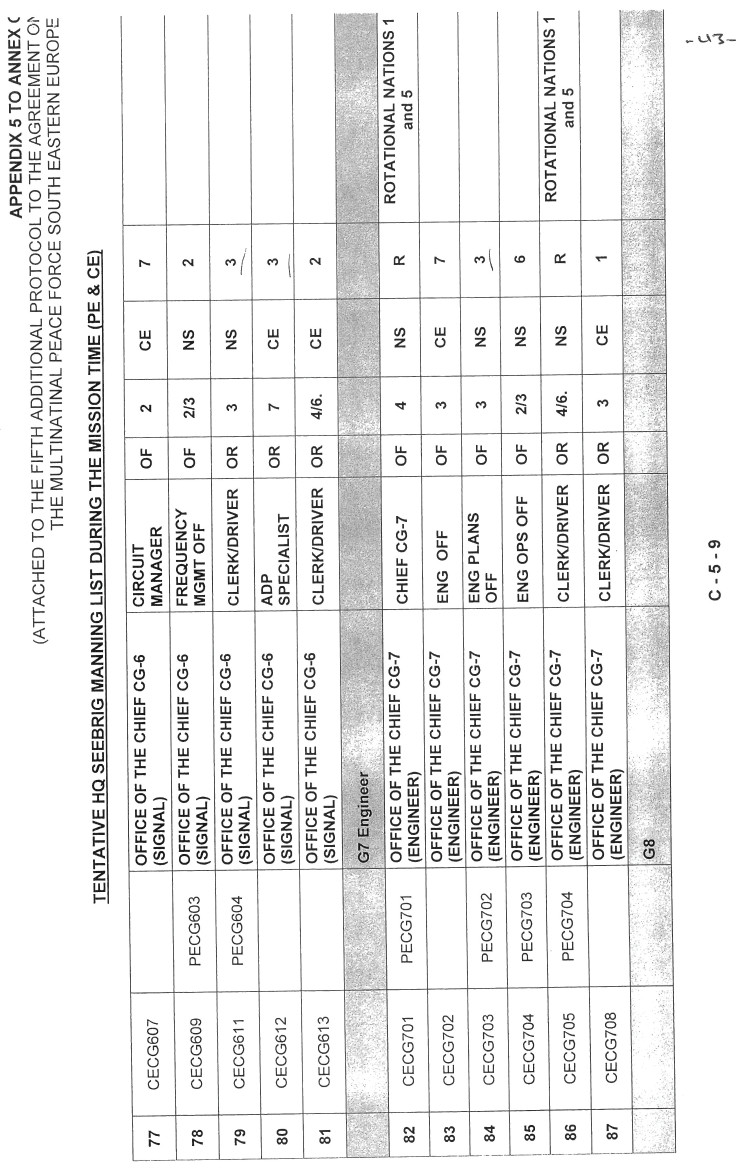 - 43 -
APPENDIX 5 TO ANNEX
(ATTACHED TO THE FIFTH ADDITIONAL PROTOCOL TO THE AGREEMENT ON
THE MULTINATINAL PEACE FORCE SOUTH EASTERN EUROPE
TENTATIVE HQ SEEBRIG MANNING LIST DURING THE MISSION TIME (PE & CE)
77 CECG607 OFFICE OF THE CHIEF CG-6 (SIGNAL) CIRCUIT MANAGER OF 2 CE 7
78 CECG609 PECG603 OFFICE OF THE CHIEF CG-6 (SIGNAL) FREQUENCY MGMT OFF OF 2/3 NS 2
79 CECG611 PECG604 OFFICE OF THE CHIEF CG-6 (SIGNAL) CLERK/DRIVER OR 3 NS 3
80 CECG612 OFFICE OF THE CHIEF CG-6 (SIGNAL) ADP SPECIALIST OR 7 CE 3
81 CECG613 OFFICE OF THE CHIEF CG-6 (SIGNAL) CLERK/DRIVER OR 4/6. CE 2
G7 Engineer
82 CECG701 PECG701 OFFICE OF THE CHIEF CG-7 (ENGINEER) CHIEF CG-7 OF 4 NS R ROTATIONAL NATIONS 1 and 5
83 CECG702 OFFICE OF THE CHIEF CG-7 (ENGINEER) ENG OFF OF 3 CE 7
84 CECG703 PECG702 OFFICE OF THE CHIEF CG-7 (ENGINEER) ENG PLANS OFF OF 3 NS 3
85 CECG704 PECG703 OFFICE OF THE CHIEF CG-7 (ENGINEER) ENG OPS OFF OF 2/3 NS 6
86 CECG705 PECG704 OFFICE OF THE CHIEF CG-7 (ENGINEER) CLERK/DRIVER OR 4/6. NS R ROTATIONAL NATIONS 1 and 5
87 CECG708 OFFICE OF THE CHIEF CG-7 (ENGINEER) CLERK/DRIVER OR 3 CE 1
G8
C - 5 - 9